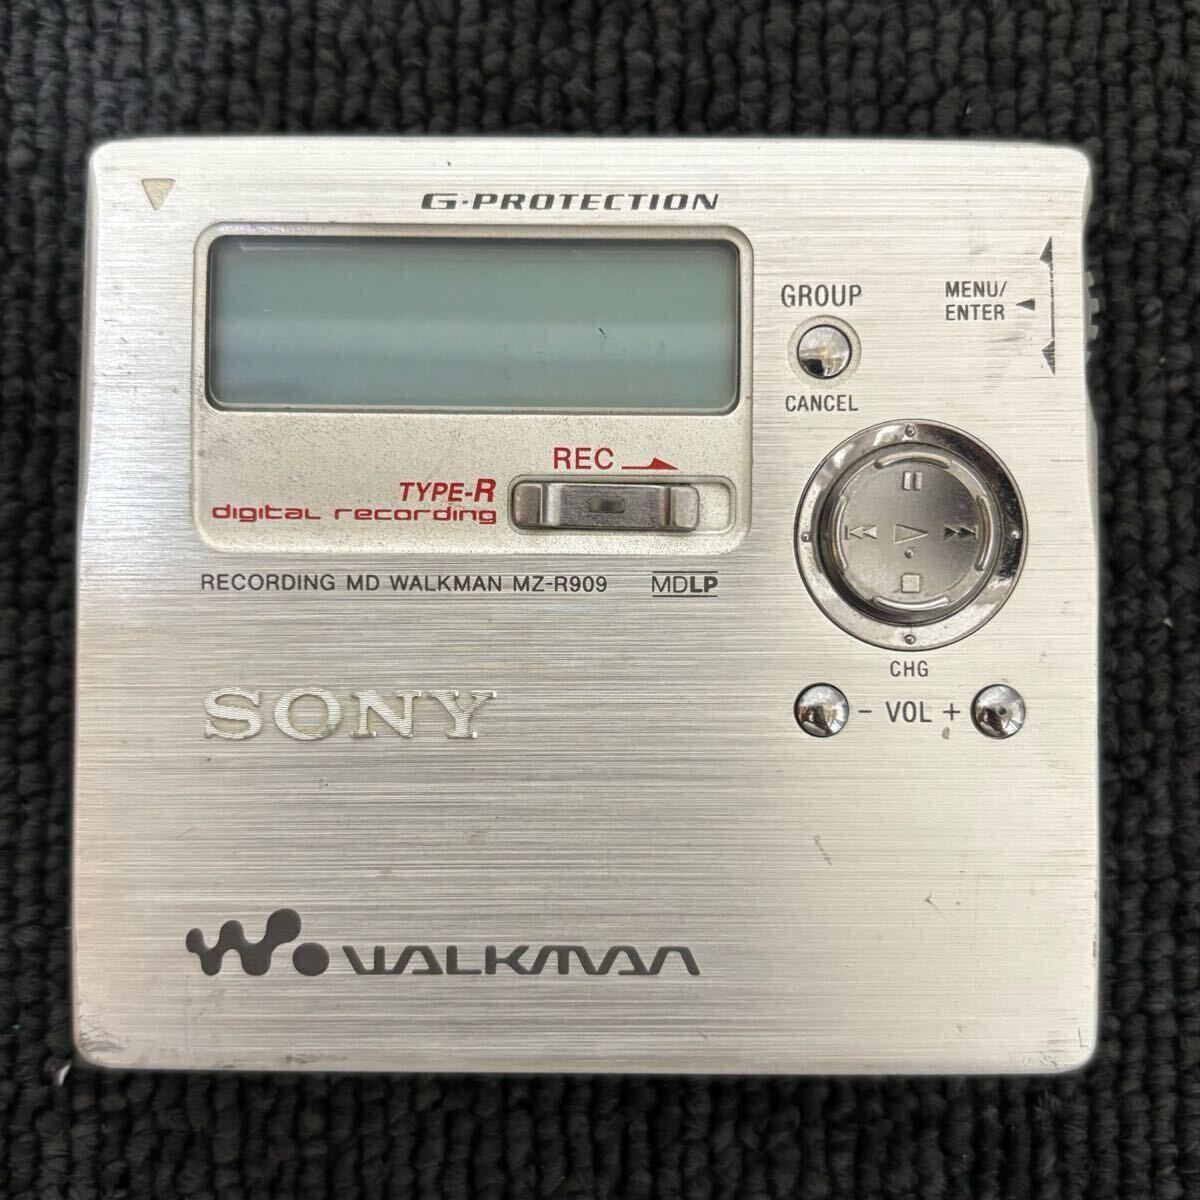 G-PROTECTION
GROUP
CANCEL
MENU/
ENTER
REC
TYPE-R
digital recording
RECORDING MD WALKMAN MZ-R909
MDLP
CHG
- VOL +
SONY
WALKMAN